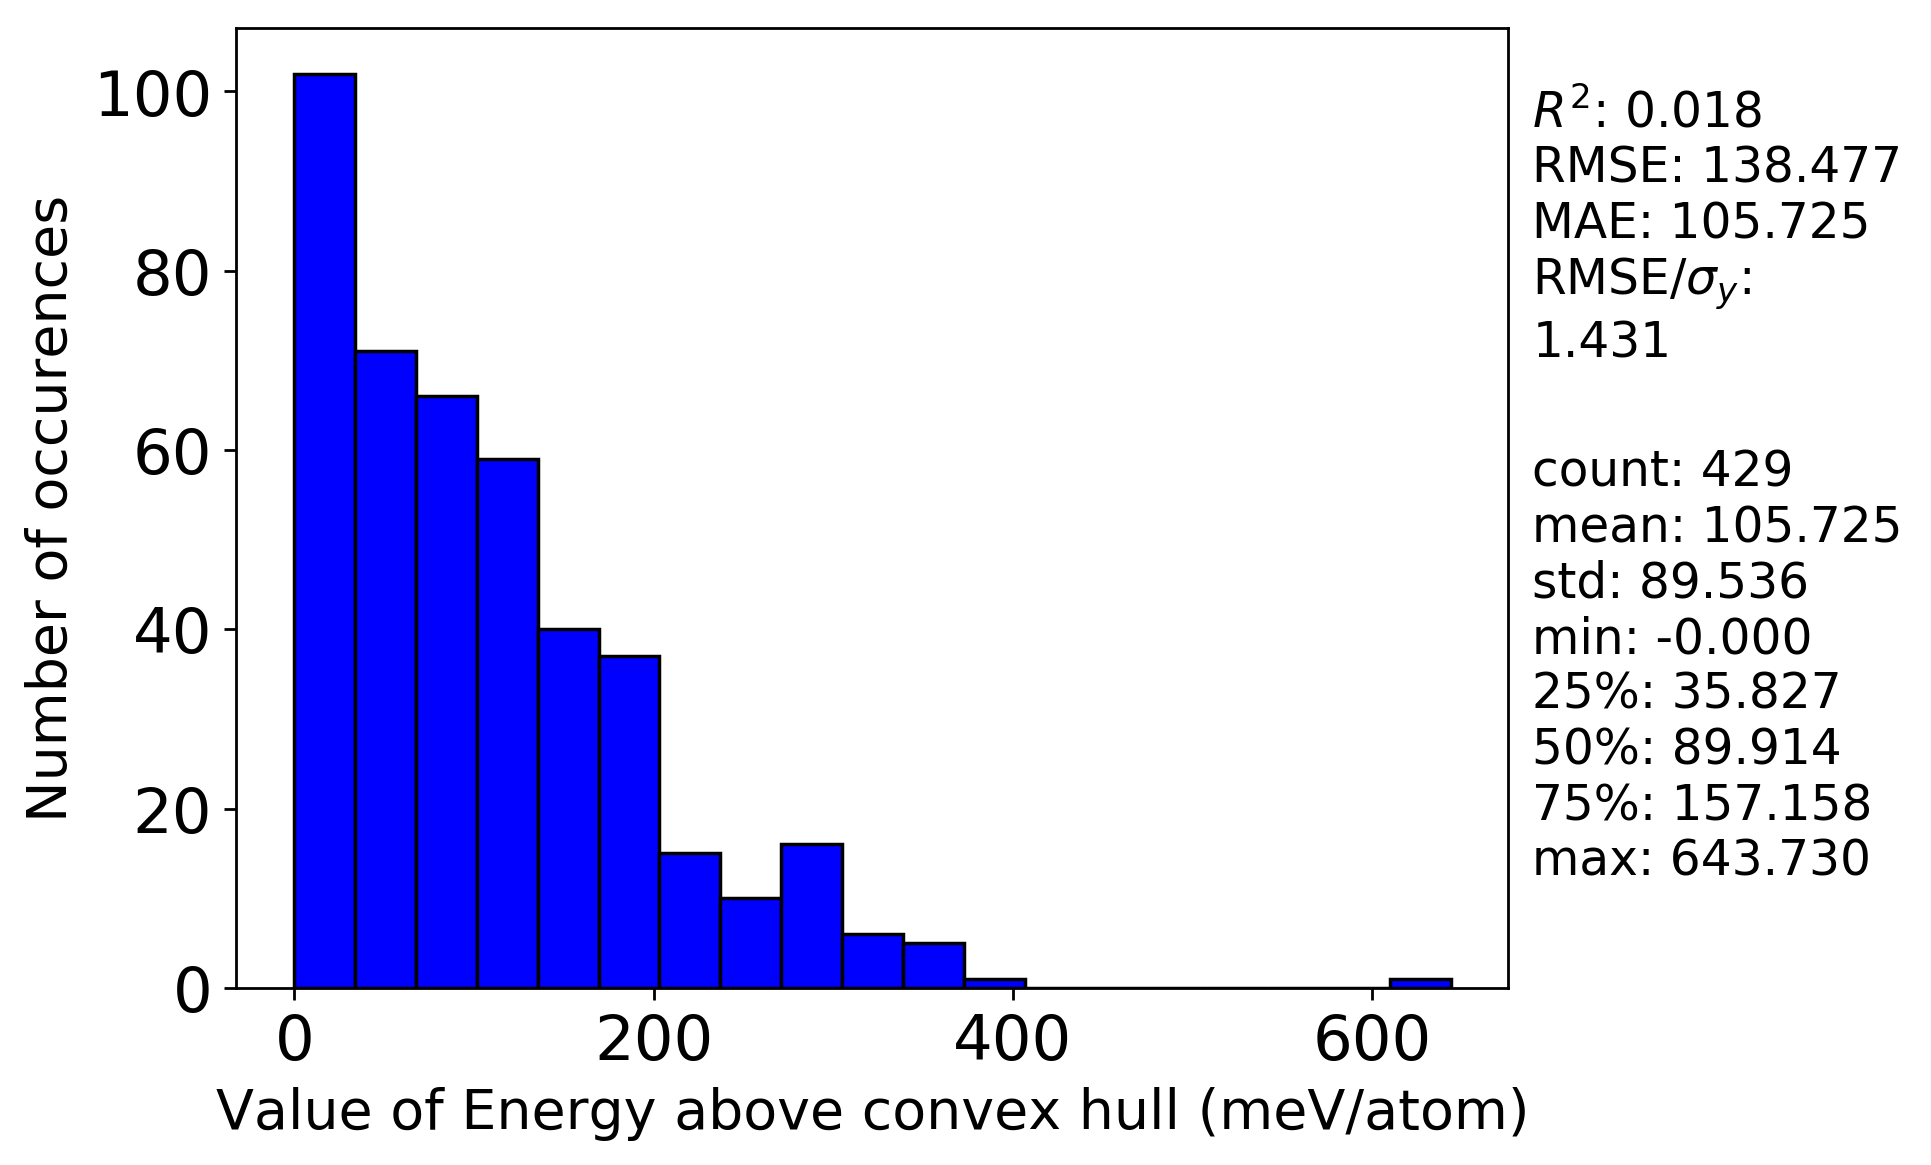 Number of occurences
100
80
60
40
20
0
0 200 400 600
Value of Energy above convex hull (meV/atom)
R²: 0.018
RMSE: 138.477
MAE: 105.725
RMSE/σ_y:
1.431
count: 429
mean: 105.725
std: 89.536
min: -0.000
25%: 35.827
50%: 89.914
75%: 157.158
max: 643.730